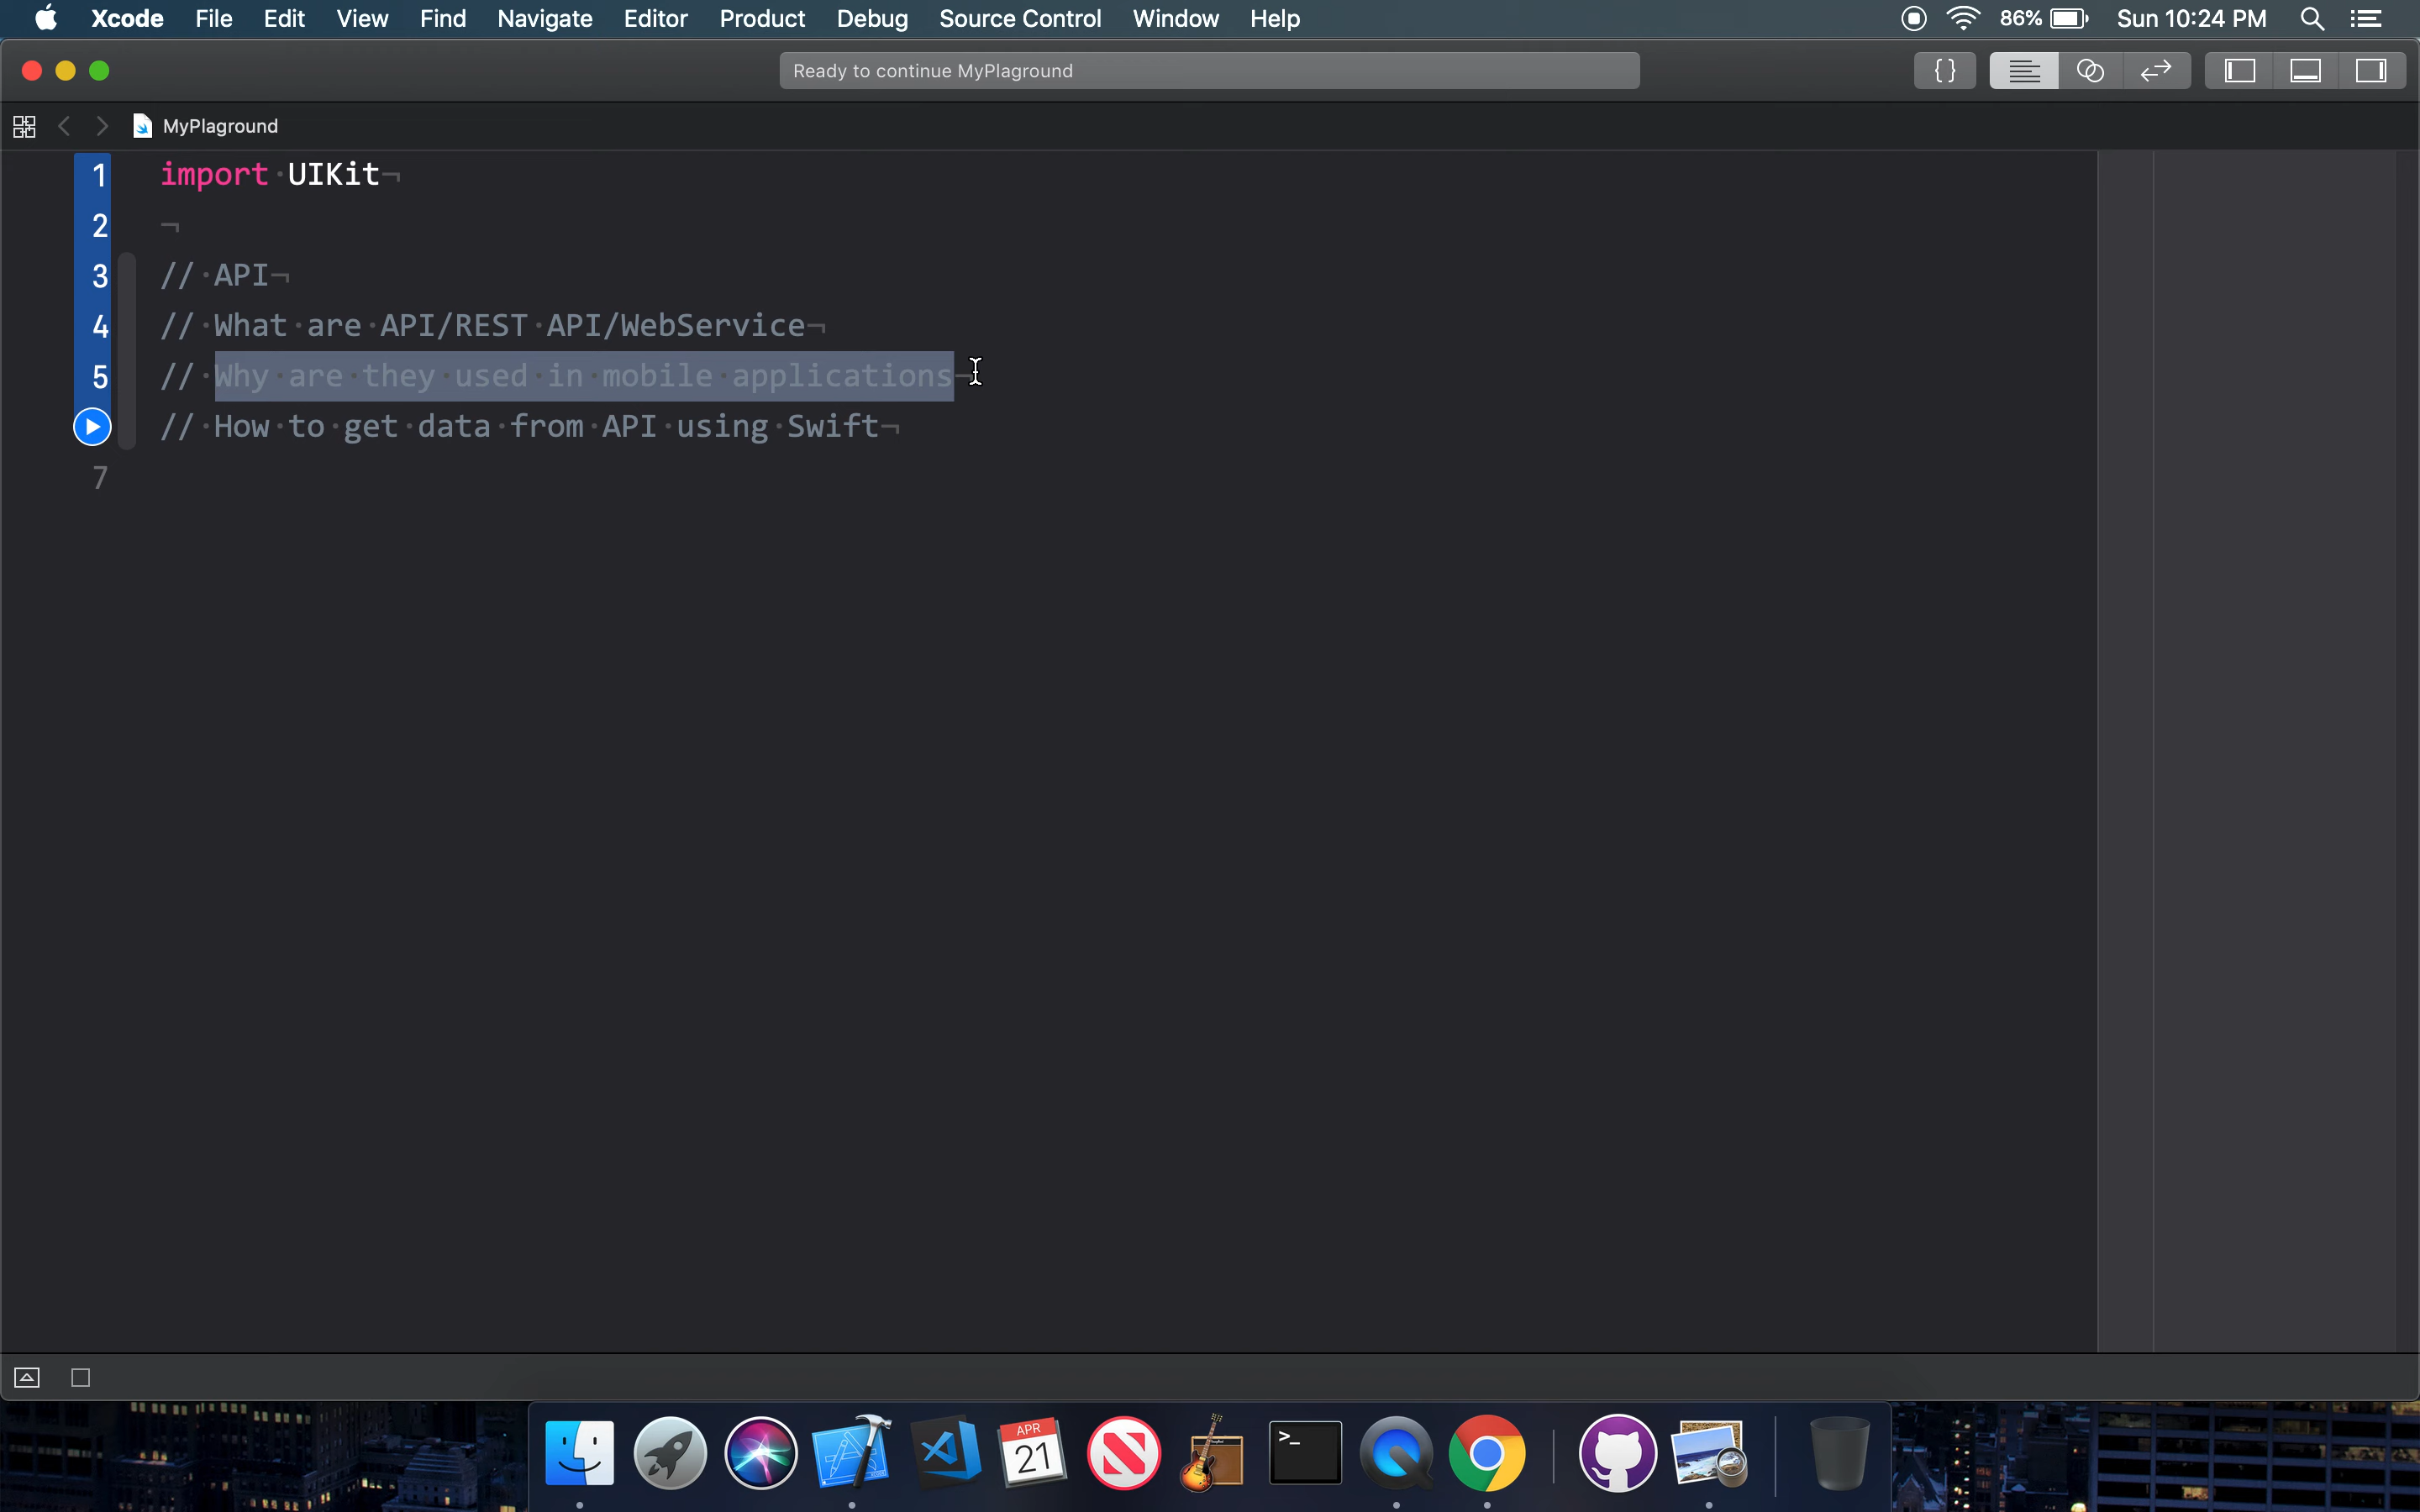 Xcode File Edit View Find Navigate Editor Product Debug Source Control Window Help 86% Sun 10:24 PM
Ready to continue MyPlaground { }
MyPlaground
1 import UIKit
2
3 // API
4 // What are API/REST API/WebService
5 // Why are they used in mobile applications
// How to get data from API using Swift
7
APR
21
>_